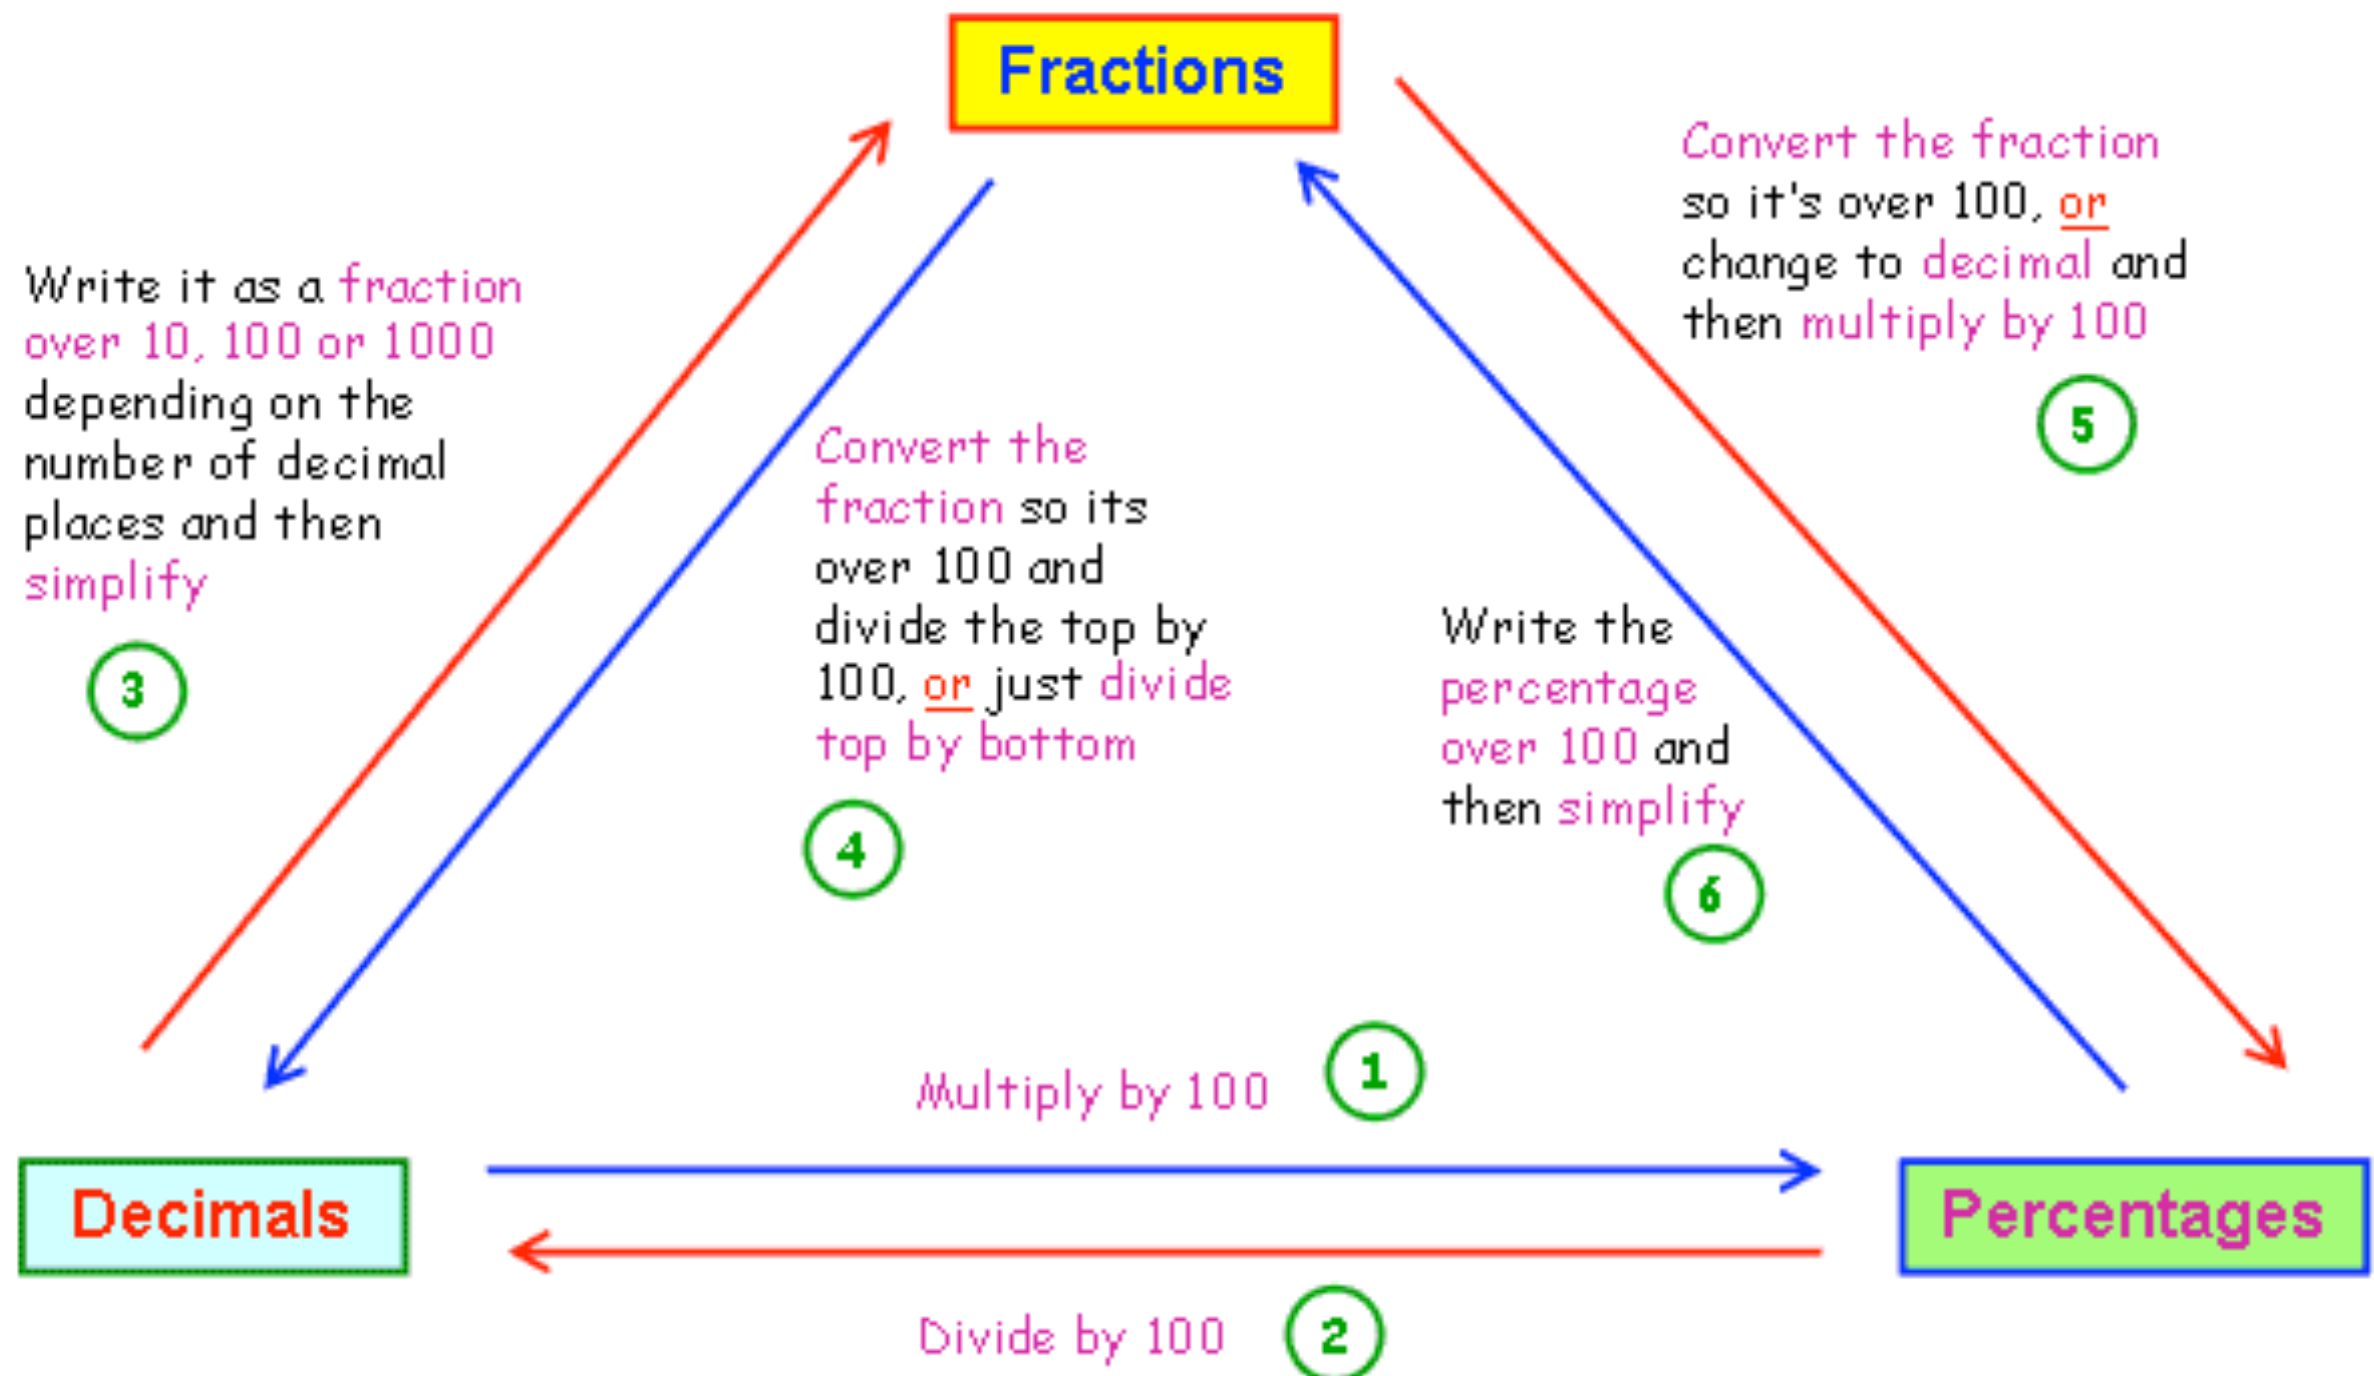 Fractions
Convert the fraction
so it's over 100, or
change to decimal and
then multiply by 100
5
Write it as a fraction
over 10, 100 or 1000
depending on the
number of decimal
places and then
simplify
3
Convert the
fraction so its
over 100 and
divide the top by
100, or just divide
top by bottom
4
Write the
percentage
over 100 and
then simplify
6
Multiply by 100
1
Decimals
Percentages
Divide by 100
2